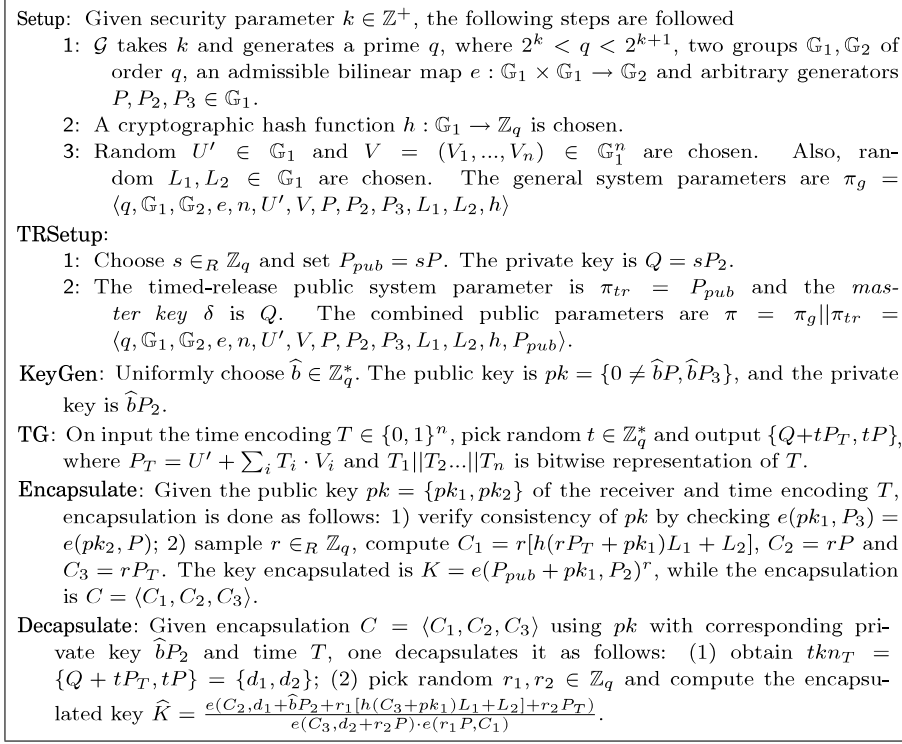 Setup: Given security parameter k ∈ ℤ⁺, the following steps are followed
1: 𝒢 takes k and generates a prime q, where 2^k < q < 2^{k+1}, two groups 𝔾₁, 𝔾₂ of
order q, an admissible bilinear map e : 𝔾₁ × 𝔾₁ → 𝔾₂ and arbitrary generators
P, P₂, P₃ ∈ 𝔾₁.
2: A cryptographic hash function h : 𝔾₁ → ℤ_q is chosen.
3: Random U′ ∈ 𝔾₁ and V = (V₁, ..., V_n) ∈ 𝔾₁^n are chosen. Also, ran-
dom L₁, L₂ ∈ 𝔾₁ are chosen. The general system parameters are π_g =
⟨q, 𝔾₁, 𝔾₂, e, n, U′, V, P, P₂, P₃, L₁, L₂, h⟩
TRSetup:
1: Choose s ∈_R ℤ_q and set P_{pub} = sP. The private key is Q = sP₂.
2: The timed-release public system parameter is π_{tr} = P_{pub} and the mas-
ter key δ is Q. The combined public parameters are π = π_g||π_{tr} =
⟨q, 𝔾₁, 𝔾₂, e, n, U′, V, P, P₂, P₃, L₁, L₂, h, P_{pub}⟩.
KeyGen: Uniformly choose b̂ ∈ ℤ_q^*. The public key is pk = {0 ≠ b̂P, b̂P₃}, and the private
key is b̂P₂.
TG: On input the time encoding T ∈ {0, 1}^n, pick random t ∈ ℤ_q^* and output {Q+tP_T, tP},
where P_T = U′ + ∑_i T_i · V_i and T₁||T₂...||T_n is bitwise representation of T.
Encapsulate: Given the public key pk = {pk₁, pk₂} of the receiver and time encoding T,
encapsulation is done as follows: 1) verify consistency of pk by checking e(pk₁, P₃) =
e(pk₂, P); 2) sample r ∈_R ℤ_q, compute C₁ = r[h(rP_T + pk₁)L₁ + L₂], C₂ = rP and
C₃ = rP_T. The key encapsulated is K = e(P_{pub} + pk₁, P₂)^r, while the encapsulation
is C = ⟨C₁, C₂, C₃⟩.
Decapsulate: Given encapsulation C = ⟨C₁, C₂, C₃⟩ using pk with corresponding pri-
vate key b̂P₂ and time T, one decapsulates it as follows: (1) obtain tkn_T =
{Q + tP_T, tP} = {d₁, d₂}; (2) pick random r₁, r₂ ∈ ℤ_q and compute the encapsu-
lated key K̂ = \frac{e(C₂, d₁+b̂P₂+r₁[h(C₃+pk₁)L₁+L₂]+r₂P_T)}{e(C₃, d₂+r₂P)·e(r₁P, C₁)}.